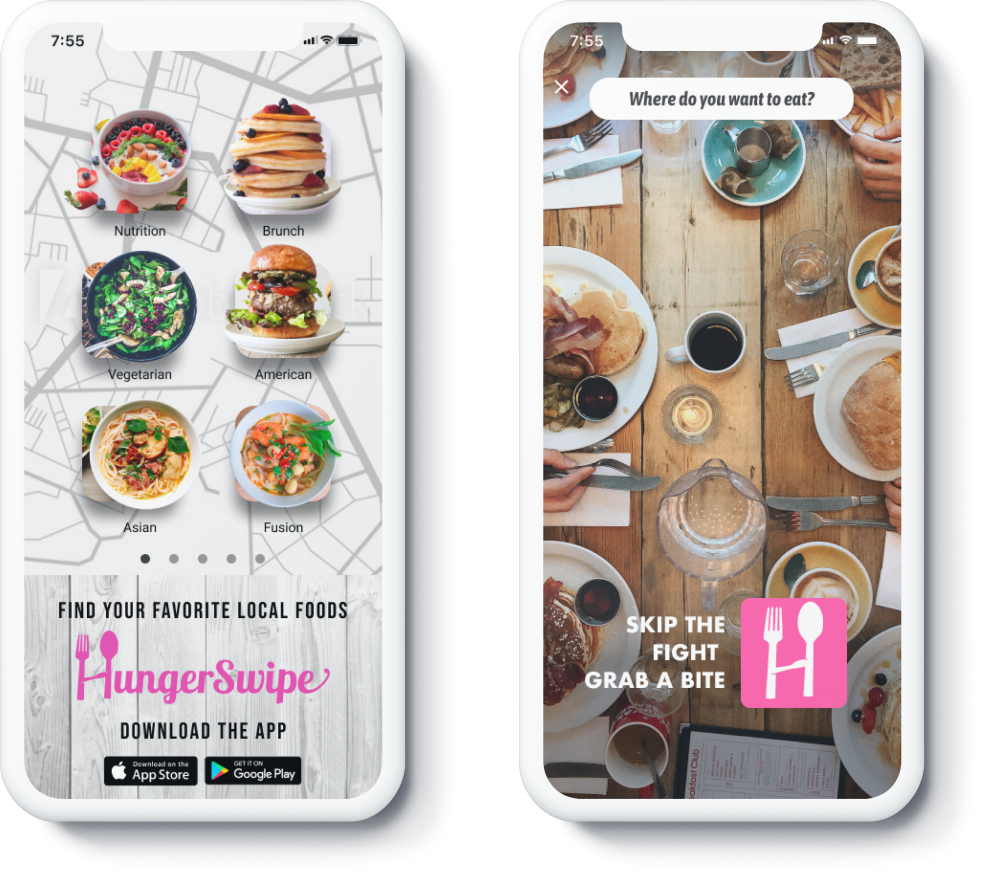 7:55
Nutrition
Brunch
Vegetarian
American
Asian
Fusion
FIND YOUR FAVORITE LOCAL FOODS
HungerSwipe
DOWNLOAD THE APP
Download on the
App Store
GET IT ON
Google Play
7:55
Where do you want to eat?
SKIP THE
FIGHT
GRAB A BITE